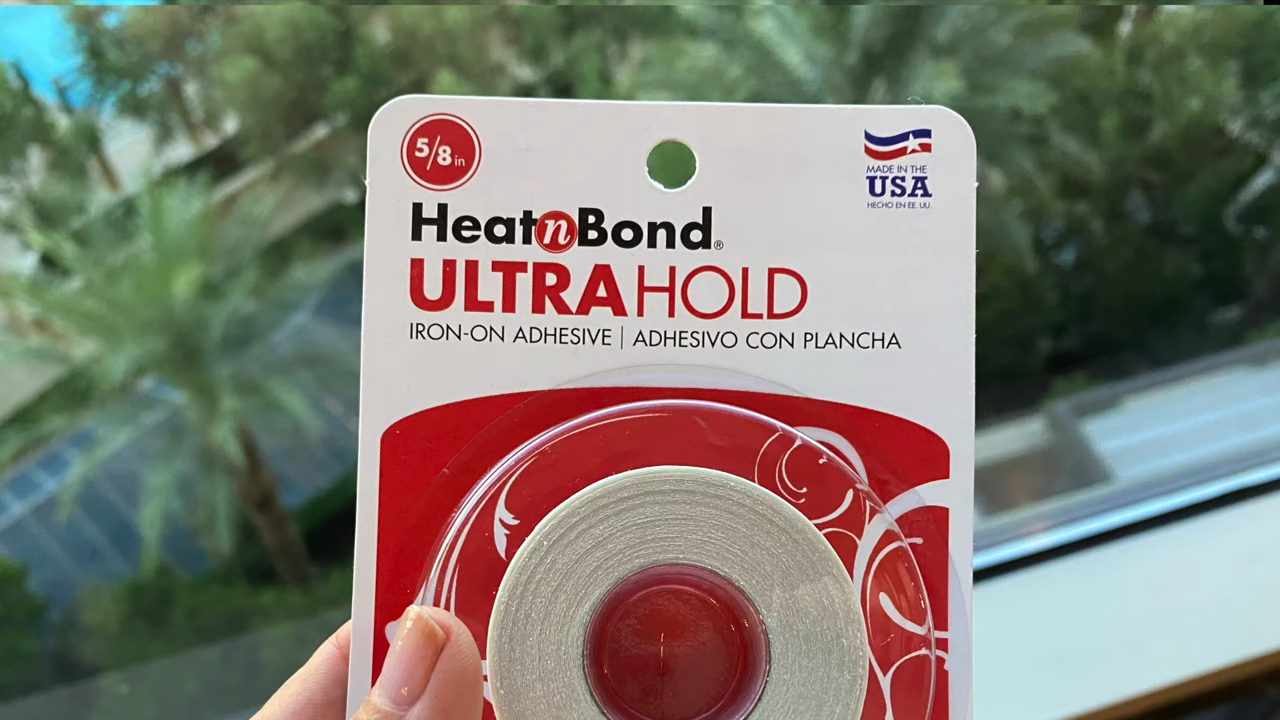 5/8 in
MADE IN THE
USA
HECHO EN EE. UU.
HeatnBond®
ULTRAHOLD
IRON-ON ADHESIVE | ADHESIVO CON PLANCHA